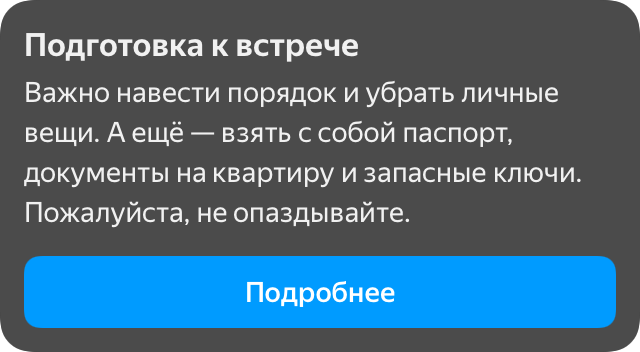 Подготовка к встрече
Важно навести порядок и убрать личные
вещи. А ещё — взять с собой паспорт,
документы на квартиру и запасные ключи.
Пожалуйста, не опаздывайте.
Подробнее